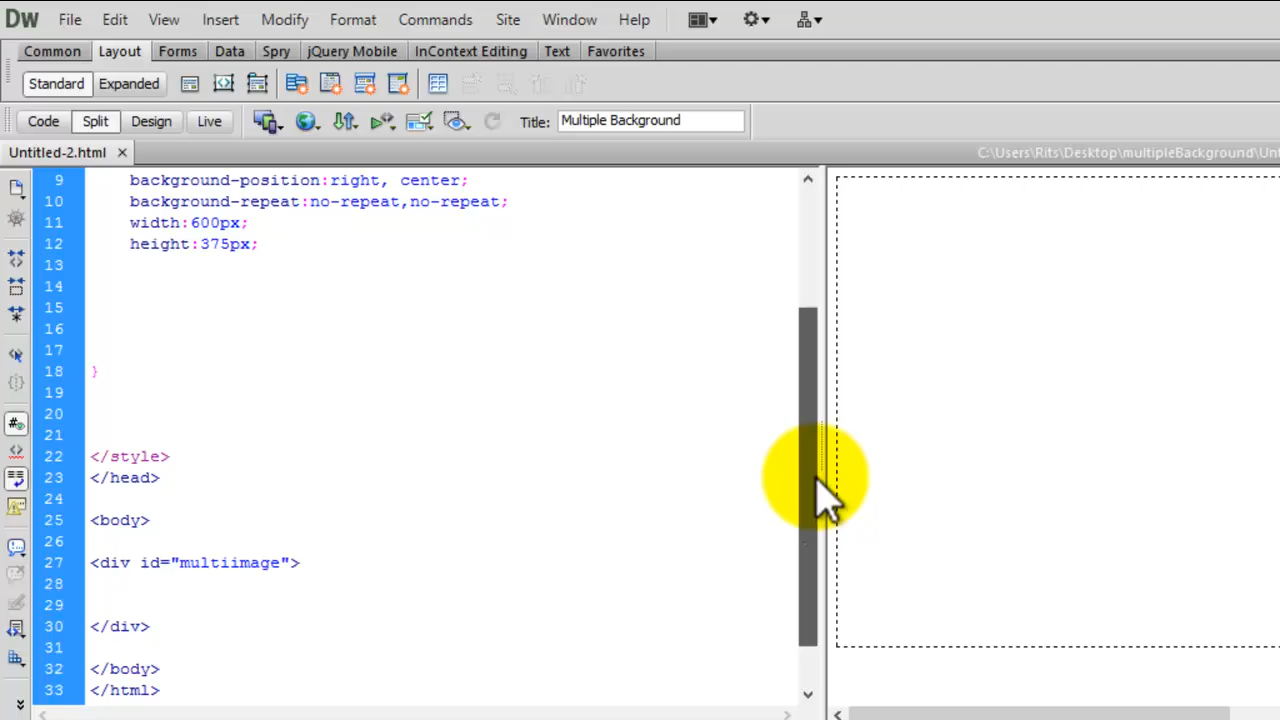 Dw File Edit View Insert Modify Format Commands Site Window Help
Common Layout Forms Data Spry jQuery Mobile InContext Editing Text Favorites
Standard Expanded
Code Split Design Live Title: Multiple Background
Untitled-2.html × C:\Users\Rits\Desktop\multipleBackground\Unt
9 background-position:right, center;
10 background-repeat:no-repeat,no-repeat;
11 width:600px;
12 height:375px;
13
14
15
16
17
18 }
19
20
21
22 </style>
23 </head>
24
25 <body>
26
27 <div id="multiimage">
28
29
30 </div>
31
32 </body>
33 </html>